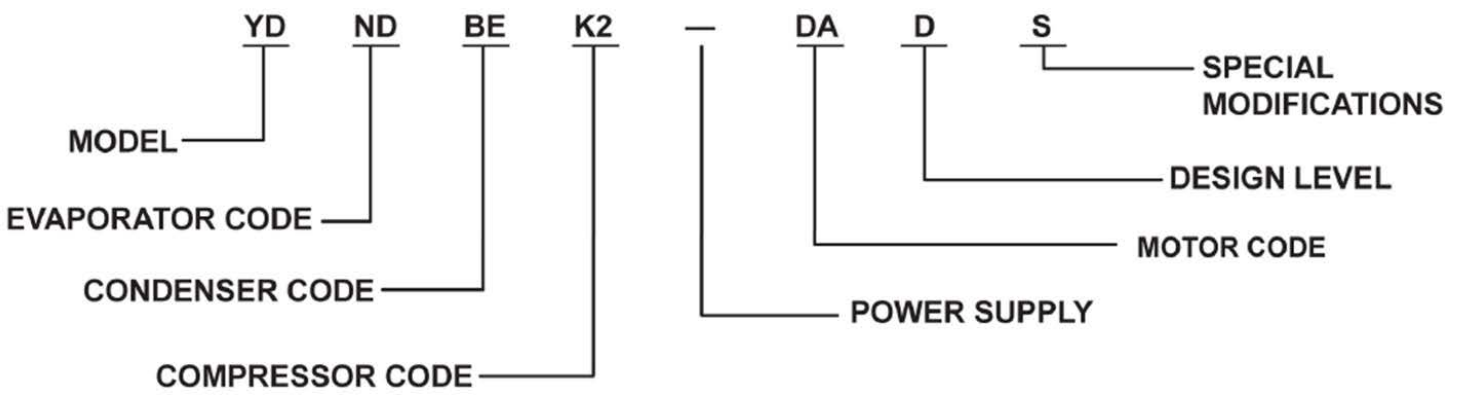 YD ND BE K2 — DA D S
SPECIAL
MODIFICATIONS
MODEL
DESIGN LEVEL
EVAPORATOR CODE
MOTOR CODE
CONDENSER CODE
POWER SUPPLY
COMPRESSOR CODE